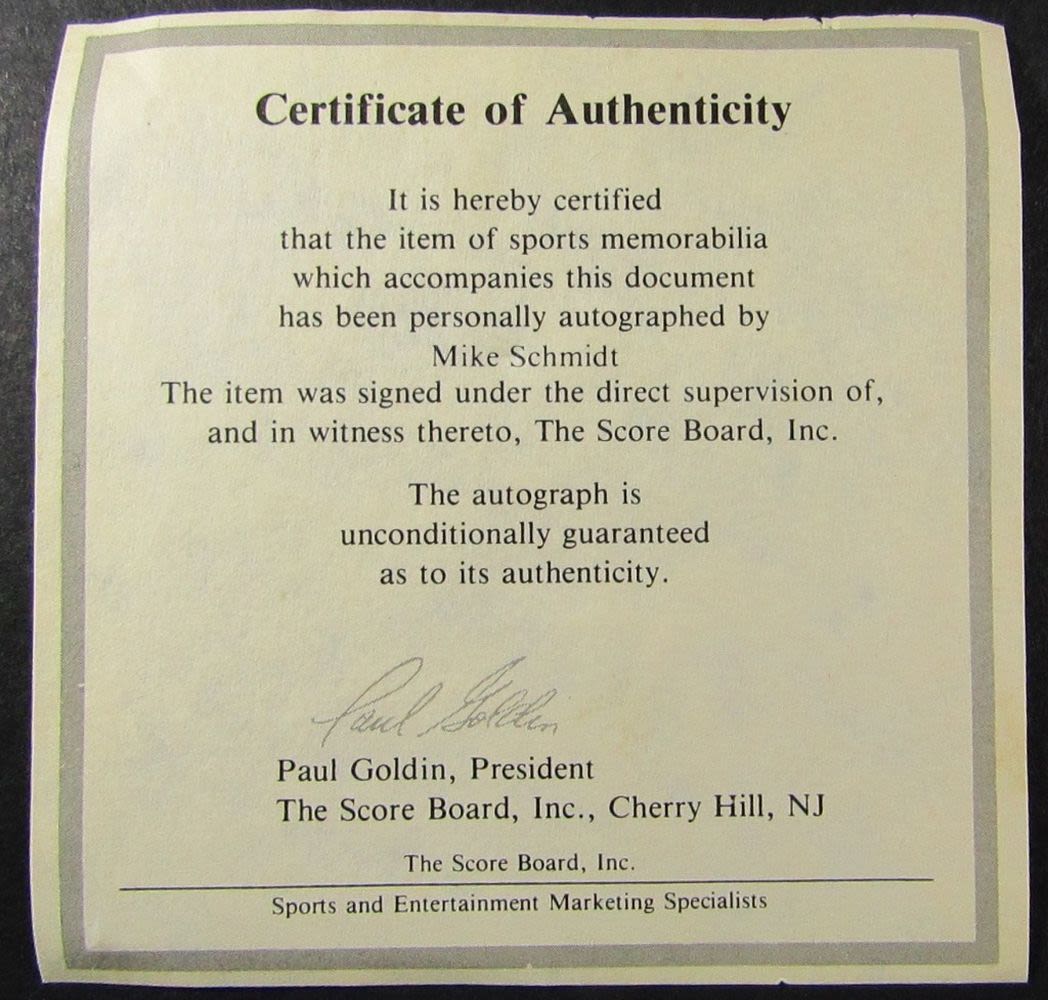 Certificate of Authenticity
It is hereby certified
that the item of sports memorabilia
which accompanies this document
has been personally autographed by
Mike Schmidt
The item was signed under the direct supervision of,
and in witness thereto, The Score Board, Inc.
The autograph is
unconditionally guaranteed
as to its authenticity.
Paul Goldin
Paul Goldin, President
The Score Board, Inc., Cherry Hill, NJ
The Score Board, Inc.
Sports and Entertainment Marketing Specialists